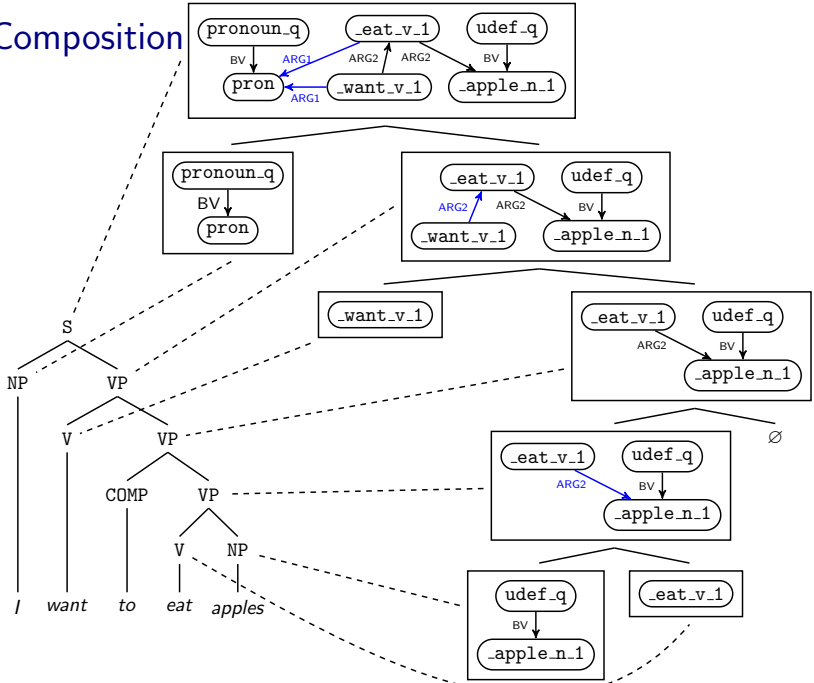 Composition
pronoun_q _eat_v_1 udef_q
BV ARG1 ARG2 ARG2 BV
pron _want_v_1 _apple_n_1
ARG1
pronoun_q
BV
pron
_eat_v_1 udef_q
ARG2 ARG2 BV
_want_v_1 _apple_n_1
_want_v_1
_eat_v_1 udef_q
ARG2 BV
_apple_n_1
S
NP VP
V VP
∅
_eat_v_1 udef_q
ARG2 BV
_apple_n_1
COMP VP
V NP
udef_q _eat_v_1
BV
_apple_n_1
I want to eat apples